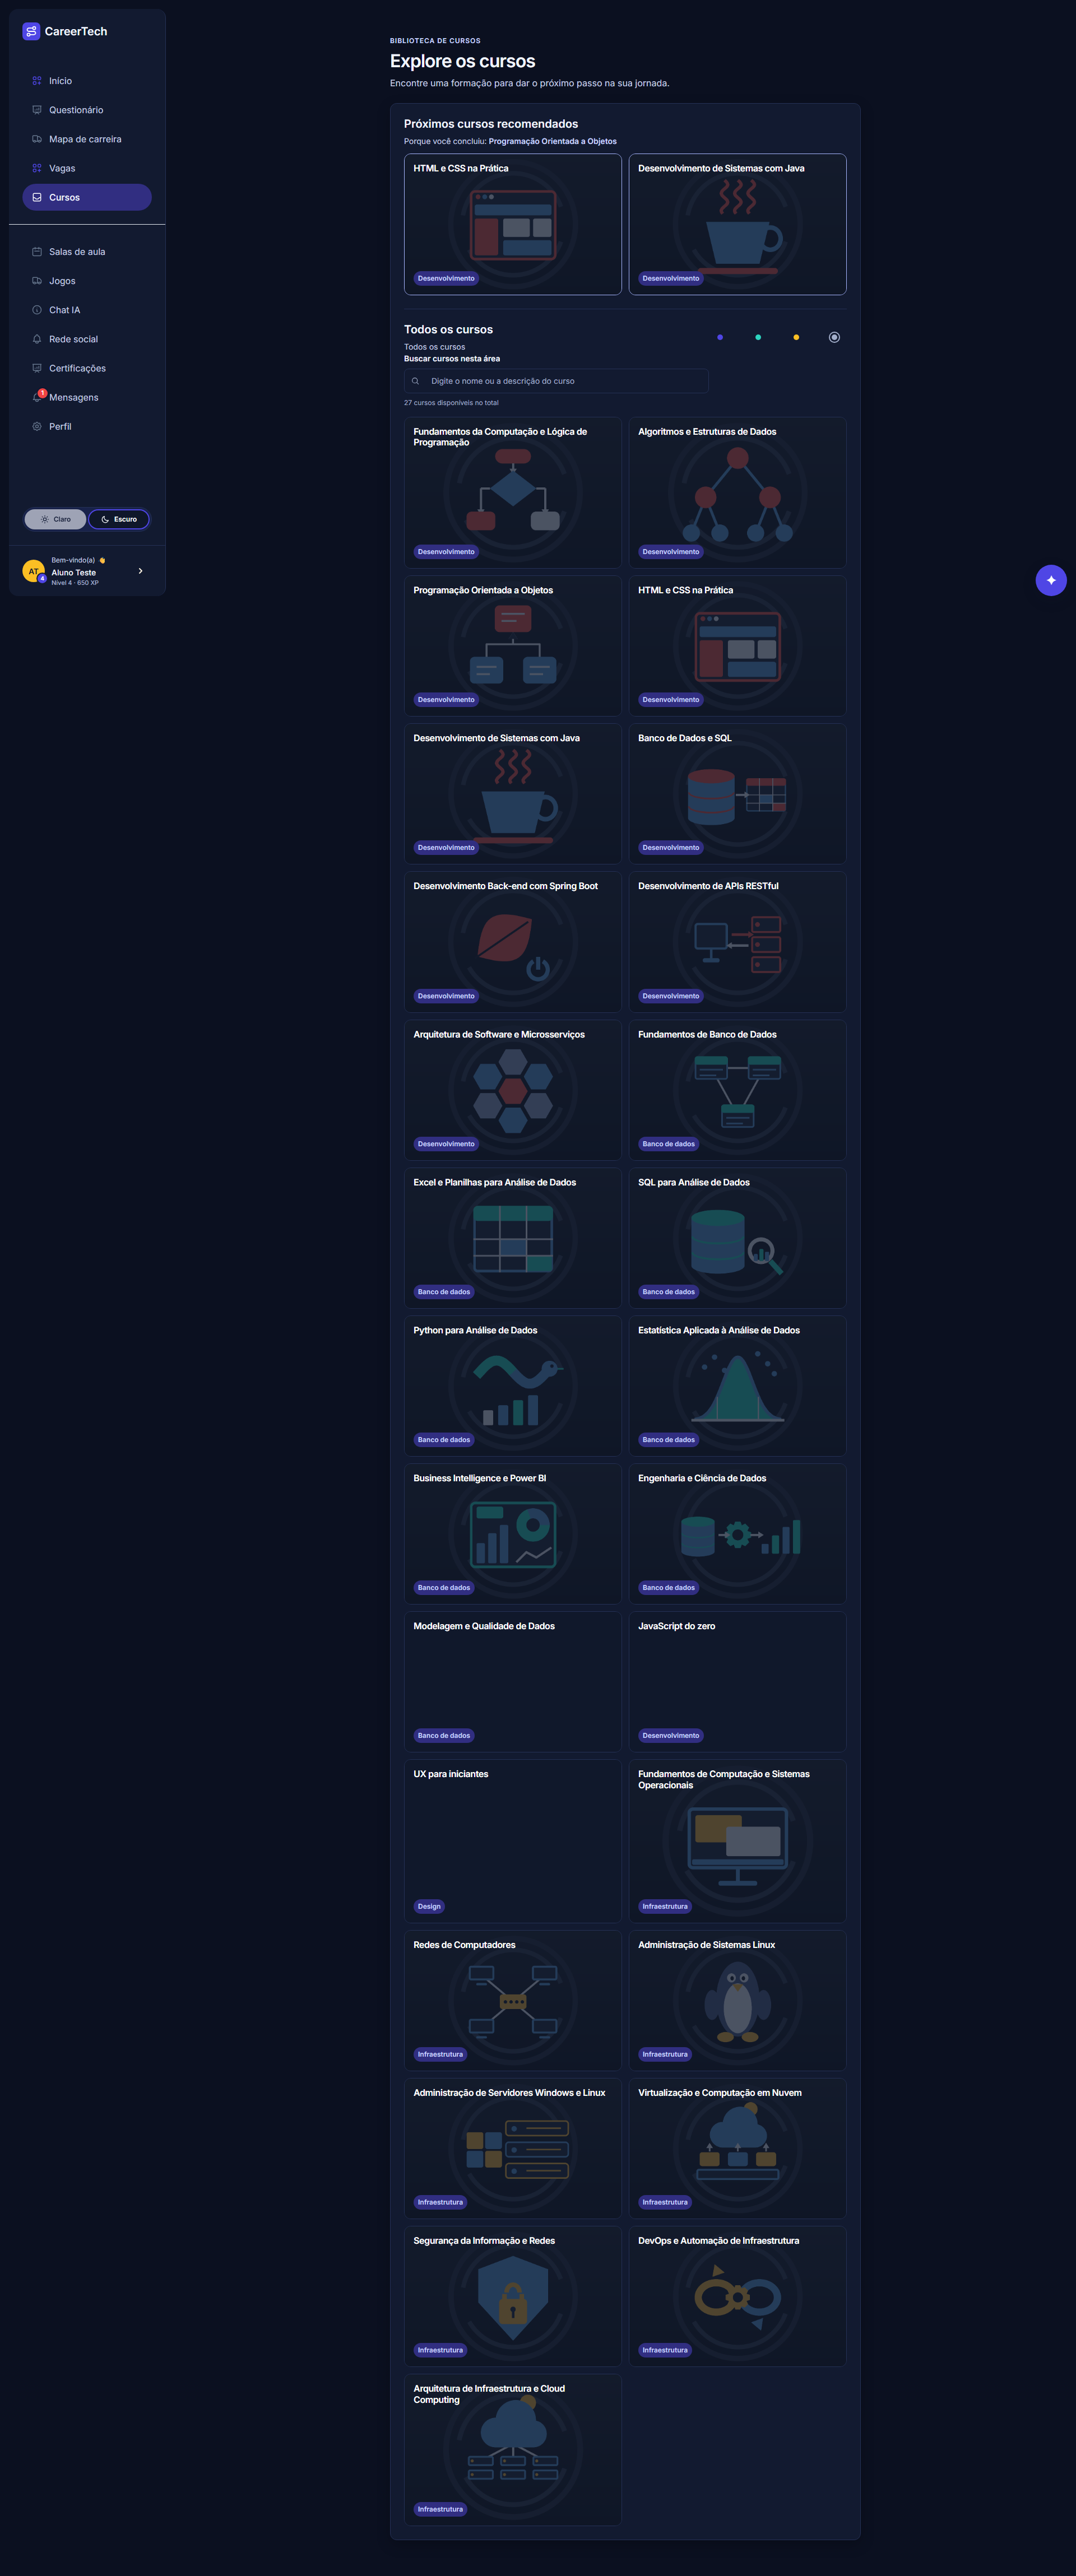 CareerTech
Início
Questionário
Mapa de carreira
Vagas
Cursos
Salas de aula
Jogos
Chat IA
Rede social
Certificações
1
Mensagens
Perfil
Claro
Escuro
AT
4
Bem-vindo(a) 👋
Aluno Teste
Nível 4 · 650 XP
BIBLIOTECA DE CURSOS
Explore os cursos
Encontre uma formação para dar o próximo passo na sua jornada.
Próximos cursos recomendados
Porque você concluiu: Programação Orientada a Objetos
HTML e CSS na Prática
Desenvolvimento
Desenvolvimento de Sistemas com Java
Desenvolvimento
Todos os cursos
Todos os cursos
Buscar cursos nesta área
Digite o nome ou a descrição do curso
27 cursos disponíveis no total
Fundamentos da Computação e Lógica de
Programação
Desenvolvimento
Algoritmos e Estruturas de Dados
Desenvolvimento
Programação Orientada a Objetos
Desenvolvimento
HTML e CSS na Prática
Desenvolvimento
Desenvolvimento de Sistemas com Java
Desenvolvimento
Banco de Dados e SQL
Desenvolvimento
Desenvolvimento Back-end com Spring Boot
Desenvolvimento
Desenvolvimento de APIs RESTful
Desenvolvimento
Arquitetura de Software e Microsserviços
Desenvolvimento
Fundamentos de Banco de Dados
Banco de dados
Excel e Planilhas para Análise de Dados
Banco de dados
SQL para Análise de Dados
Banco de dados
Python para Análise de Dados
Banco de dados
Estatística Aplicada à Análise de Dados
Banco de dados
Business Intelligence e Power BI
Banco de dados
Engenharia e Ciência de Dados
Banco de dados
Modelagem e Qualidade de Dados
Banco de dados
JavaScript do zero
Desenvolvimento
UX para iniciantes
Design
Fundamentos de Computação e Sistemas
Operacionais
Infraestrutura
Redes de Computadores
Infraestrutura
Administração de Sistemas Linux
Infraestrutura
Administração de Servidores Windows e Linux
Infraestrutura
Virtualização e Computação em Nuvem
Infraestrutura
Segurança da Informação e Redes
Infraestrutura
DevOps e Automação de Infraestrutura
Infraestrutura
Arquitetura de Infraestrutura e Cloud
Computing
Infraestrutura